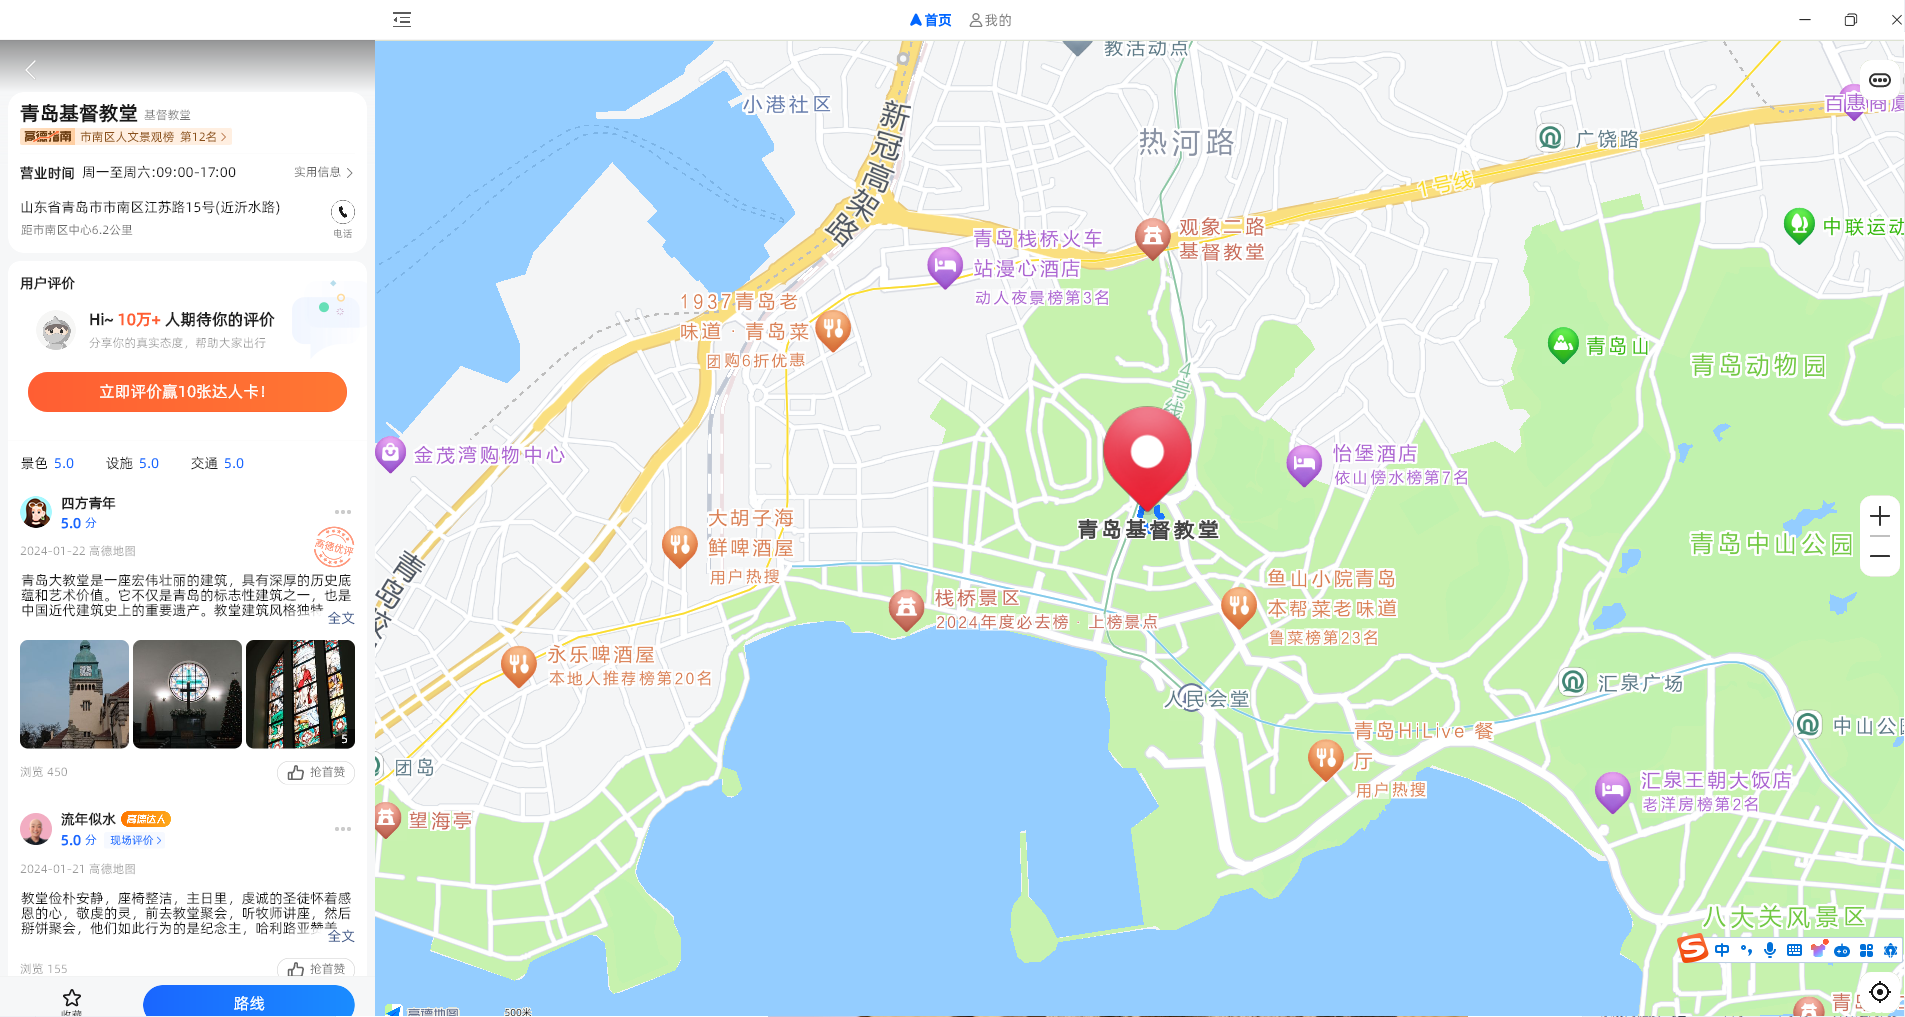 首页
我的
青岛基督教堂 基督教堂
高德指南 市南区人文景观榜 第12名
营业时间 周一至周六:09:00-17:00 实用信息
山东省青岛市市南区江苏路15号(近沂水路)
距市南区中心6.2公里 电话
用户评价
Hi~ 10万+ 人期待你的评价
分享你的真实态度，帮助大家出行
立即评价赢10张达人卡!
景色 5.0 设施 5.0 交通 5.0
四方青年
5.0 分
2024-01-22 高德地图
高德优评
青岛大教堂是一座宏伟壮丽的建筑，具有深厚的历史底
蕴和艺术价值。它不仅是青岛的标志性建筑之一，也是
中国近代建筑史上的重要遗产。教堂建筑风格独特
全文
5
浏览 450 抢首赞
流年似水 高德达人
5.0 分 现场评价
2024-01-21 高德地图
教堂俭朴安静，座椅整洁，主日里，虔诚的圣徒怀着感
恩的心，敬虔的灵，前去教堂聚会，听牧师讲座，然后
掰饼聚会，他们如此行为的是纪念主，哈利路亚赞美
全文
浏览 155 抢首赞
收藏
路线
教活动点
小港社区
新冠高架路
热河路
广饶路
百惠商厦
1号线
观象二路
基督教堂
中联运动
青岛栈桥火车
站漫心酒店
动人夜景榜第3名
1937青岛老
味道·青岛菜
团购6折优惠
青岛山
青岛动物园
4号线
金茂湾购物中心
怡堡酒店
依山傍水榜第7名
大胡子海
鲜啤酒屋
用户热搜
青岛基督教堂
青岛中山公园
青岛
鱼山小院青岛
本帮菜老味道
鲁菜榜第23名
栈桥景区
2024年度必去榜·上榜景点
永乐啤酒屋
本地人推荐榜第20名
人民会堂
汇泉广场
中山公园
青岛HiLive 餐
厅
用户热搜
团岛
望海亭
汇泉王朝大饭店
老洋房榜第2名
八大关风景区
中
青岛
高德地图
500米